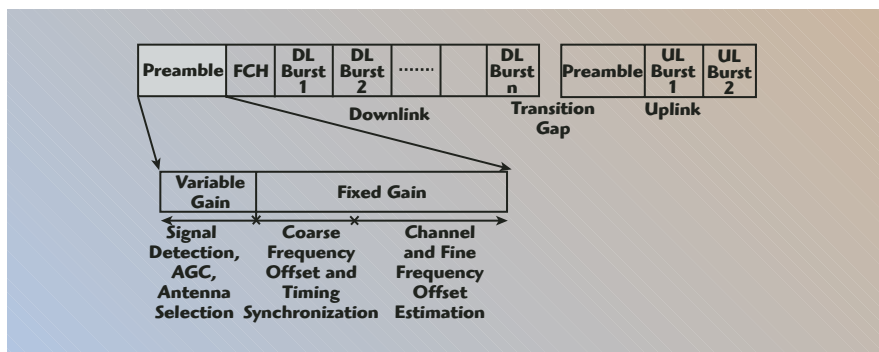 Preamble
FCH
DL
Burst
1
DL
Burst
2
........
DL
Burst
n
Preamble
UL
Burst
1
UL
Burst
2
Downlink
Transition
Gap
Uplink
Variable
Gain
Fixed Gain
Signal
Detection,
AGC,
Antenna
Selection
Coarse
Frequency
Offset and
Timing
Synchronization
Channel
and Fine
Frequency
Offset
Estimation